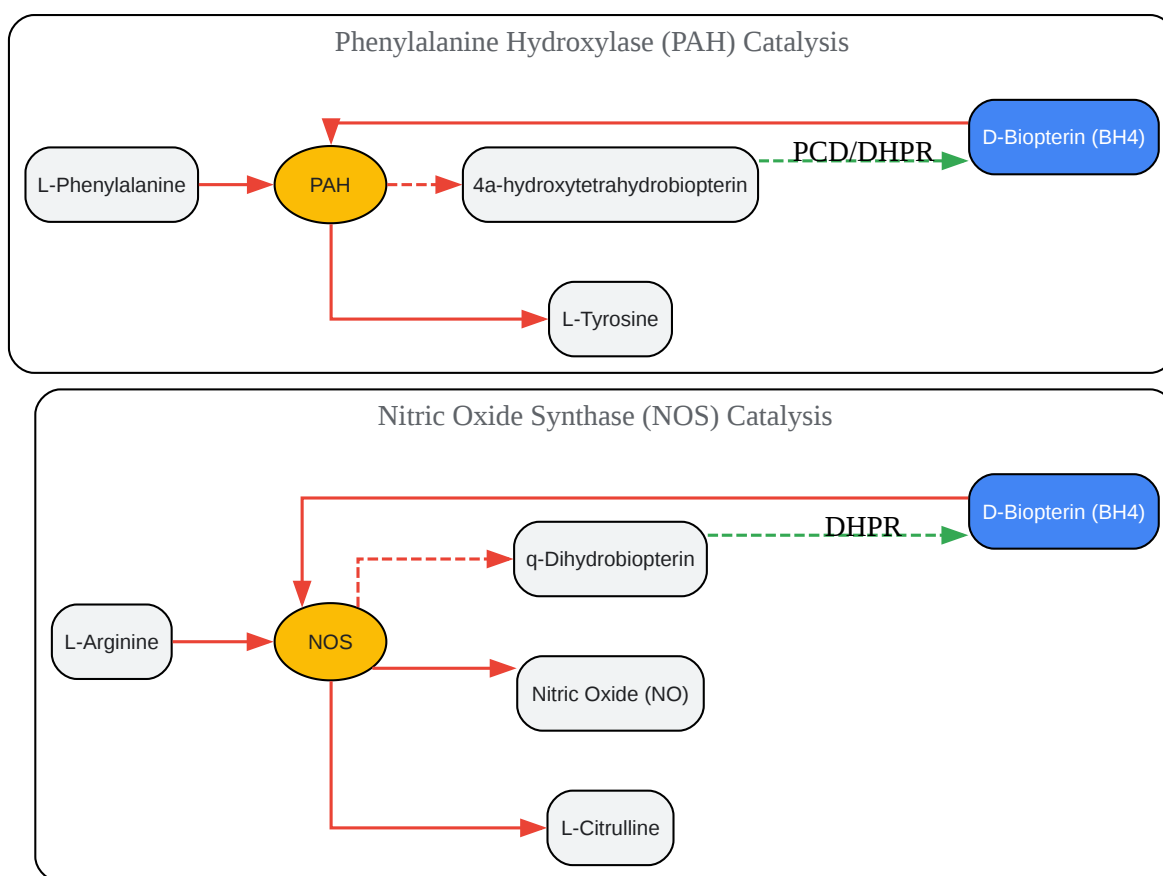 Phenylalanine Hydroxylase (PAH) Catalysis
D-Biopterin (BH4)
PCD/DHPR
L-Phenylalanine
PAH
4a-hydroxytetrahydrobiopterin
L-Tyrosine
Nitric Oxide Synthase (NOS) Catalysis
D-Biopterin (BH4)
DHPR
q-Dihydrobiopterin
L-Arginine
NOS
Nitric Oxide (NO)
L-Citrulline